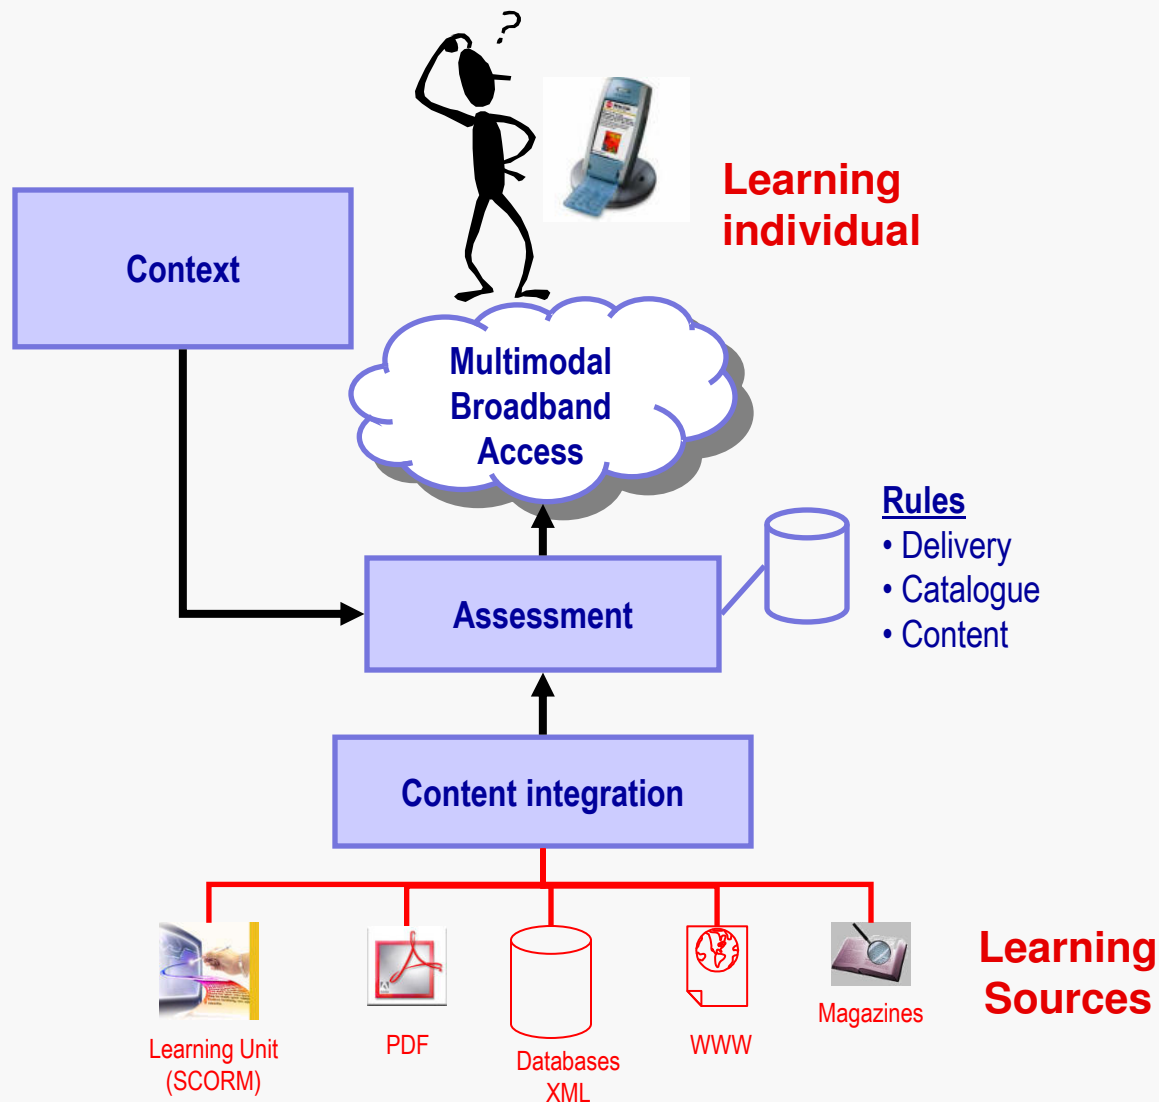 ?
Learning
individual
Context
Multimodal
Broadband
Access
Rules
• Delivery
• Catalogue
• Content
Assessment
Content integration
Learning
Sources
Learning Unit
(SCORM)
PDF
Databases
XML
WWW
Magazines